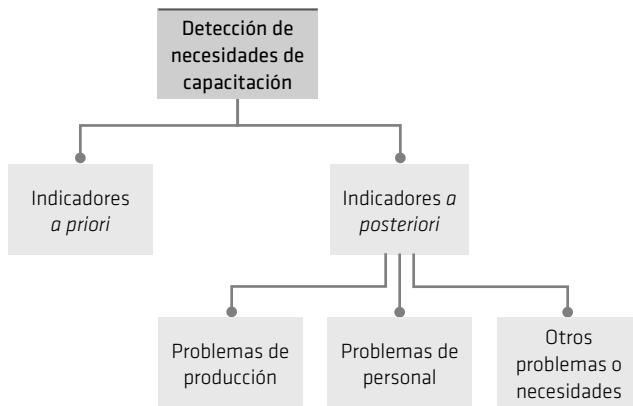 Detección de
necesidades de
capacitación
Indicadores
a priori
Indicadores a
posteriori
Problemas de
producción
Problemas de
personal
Otros
problemas o
necesidades